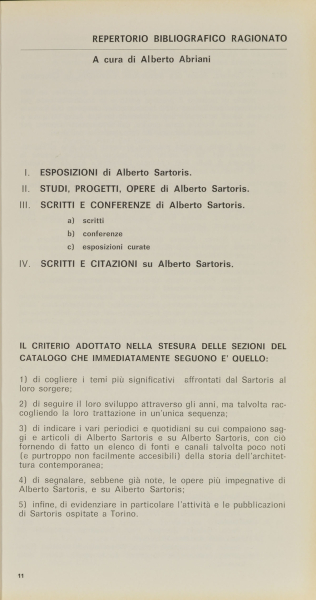 REPERTORIO BIBLIOGRAFICO RAGIONATO
A cura di Alberto Abriani
I. ESPOSIZIONI di Alberto Sartoris.
II. STUDI, PROGETTI, OPERE di Alberto Sartoris.
III. SCRITTI E CONFERENZE di Alberto Sartoris.
a) scritti
b) conferenze
c) esposizioni curate
IV. SCRITTI E CITAZIONI su Alberto Sartoris.
IL CRITERIO ADOTTATO NELLA STESURA DELLE SEZIONI DEL
CATALOGO CHE IMMEDIATAMENTE SEGUONO E' QUELLO:
1) di cogliere i temi più significativi affrontati dal Sartoris al
loro sorgere;
2) di seguire il loro sviluppo attraverso gli anni, ma talvolta rac-
cogliendo la loro trattazione in un'unica sequenza;
3) di indicare i vari periodici e quotidiani su cui compaiono sag-
gi e articoli di Alberto Sartoris e su Alberto Sartoris, con ciò
fornendo di fatto un elenco di fonti e canali talvolta poco noti
(e purtroppo non facilmente accesibili) della storia dell'architet-
tura contemporanea;
4) di segnalare, sebbene già note, le opere più impegnative di
Alberto Sartoris, e su Alberto Sartoris;
5) infine, di evidenziare in particolare l'attività e le pubblicazioni
di Sartoris ospitate a Torino.
11